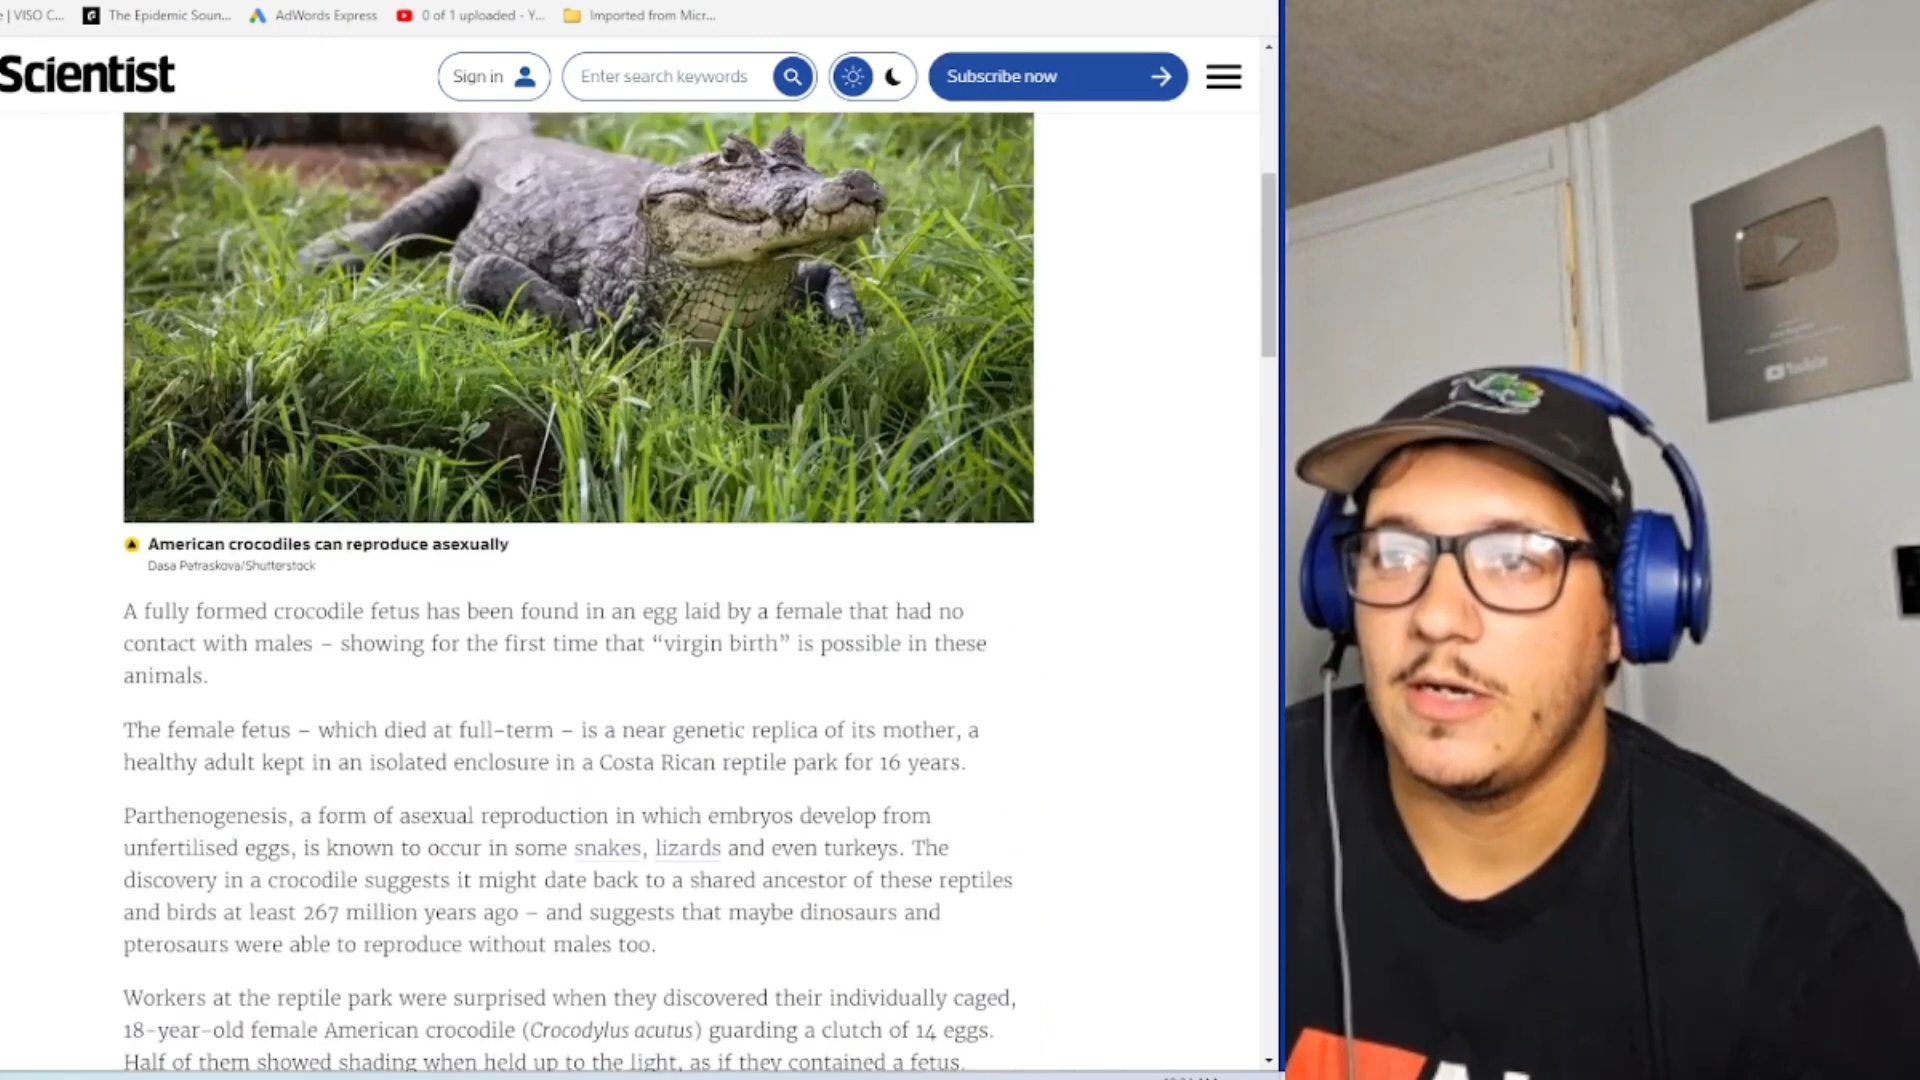 | VISO C...
The Epidemic Soun...
AdWords Express
0 of 1 uploaded - Y...
Imported from Micr...
Scientist
Sign in
Enter search keywords
Subscribe now
American crocodiles can reproduce asexually
Dasa Petraskova/Shutterstock
A fully formed crocodile fetus has been found in an egg laid by a female that had no
contact with males – showing for the first time that “virgin birth” is possible in these
animals.
The female fetus – which died at full-term – is a near genetic replica of its mother, a
healthy adult kept in an isolated enclosure in a Costa Rican reptile park for 16 years.
Parthenogenesis, a form of asexual reproduction in which embryos develop from
unfertilised eggs, is known to occur in some snakes, lizards and even turkeys. The
discovery in a crocodile suggests it might date back to a shared ancestor of these reptiles
and birds at least 267 million years ago – and suggests that maybe dinosaurs and
pterosaurs were able to reproduce without males too.
Workers at the reptile park were surprised when they discovered their individually caged,
18-year-old female American crocodile (Crocodylus acutus) guarding a clutch of 14 eggs.
Half of them showed shading when held up to the light, as if they contained a fetus.
YouTube